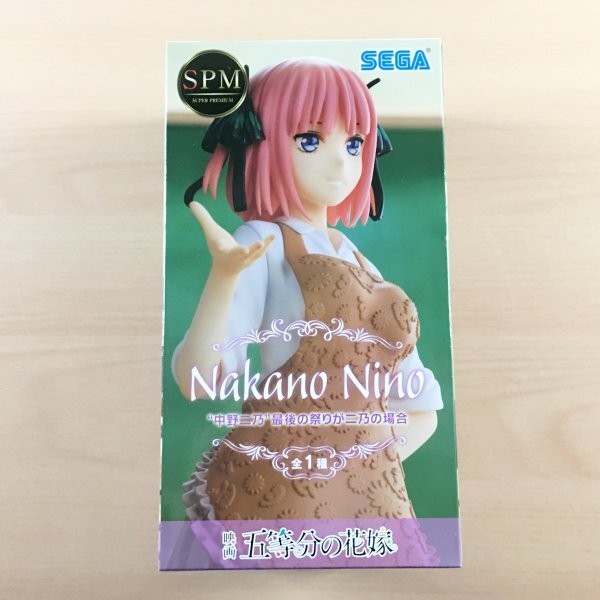 SPM
SUPER PREMIUM
SEGA®
Nakano Nino
"中野二乃"最後の祭りが二乃の場合
全1種
映画 五等分の花嫁